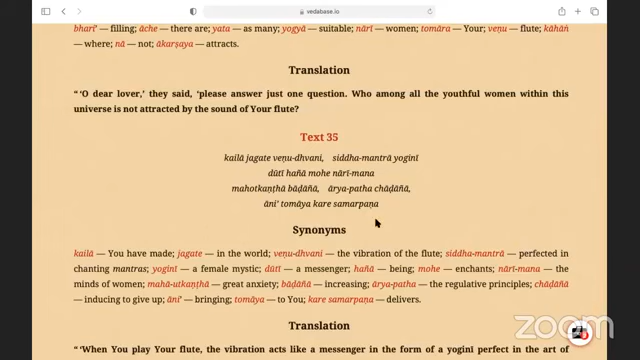 vedabase.io
bhari' — filling; āche — there are; yata — as many; yogyā — suitable; nārī — women; tomāra — Your; veṇu — flute; kāhāṅ
— where; nā — not; ākarṣaya — attracts.
Translation
“ ‘O dear lover,’ they said, ‘please answer just one question. Who among all the youthful women within this
universe is not attracted by the sound of Your flute?
Text 35
kailā jagate veṇu-dhvani, siddha-mantrā yoginī
dūtī hañā mohe nārī-mana
mahotkaṇṭhā bāḍāñā, ārya-patha chāḍāñā,
āni' tomāya kare samarpaṇa
Synonyms
kailā — You have made; jagate — in the world; veṇu-dhvani — the vibration of the flute; siddha-mantrā — perfected in
chanting mantras; yoginī — a female mystic; dūtī — a messenger; hañā — being; mohe — enchants; nārī-mana — the
minds of women; mahā-utkaṇṭhā — great anxiety; bāḍāñā — increasing; ārya-patha — the regulative principles; chāḍāñā
— inducing to give up; āni' — bringing; tomāya — to You; kare samarpaṇa — delivers.
Translation
“ ‘When You play Your flute, the vibration acts like a messenger in the form of a yoginī perfect in the art of
zoom